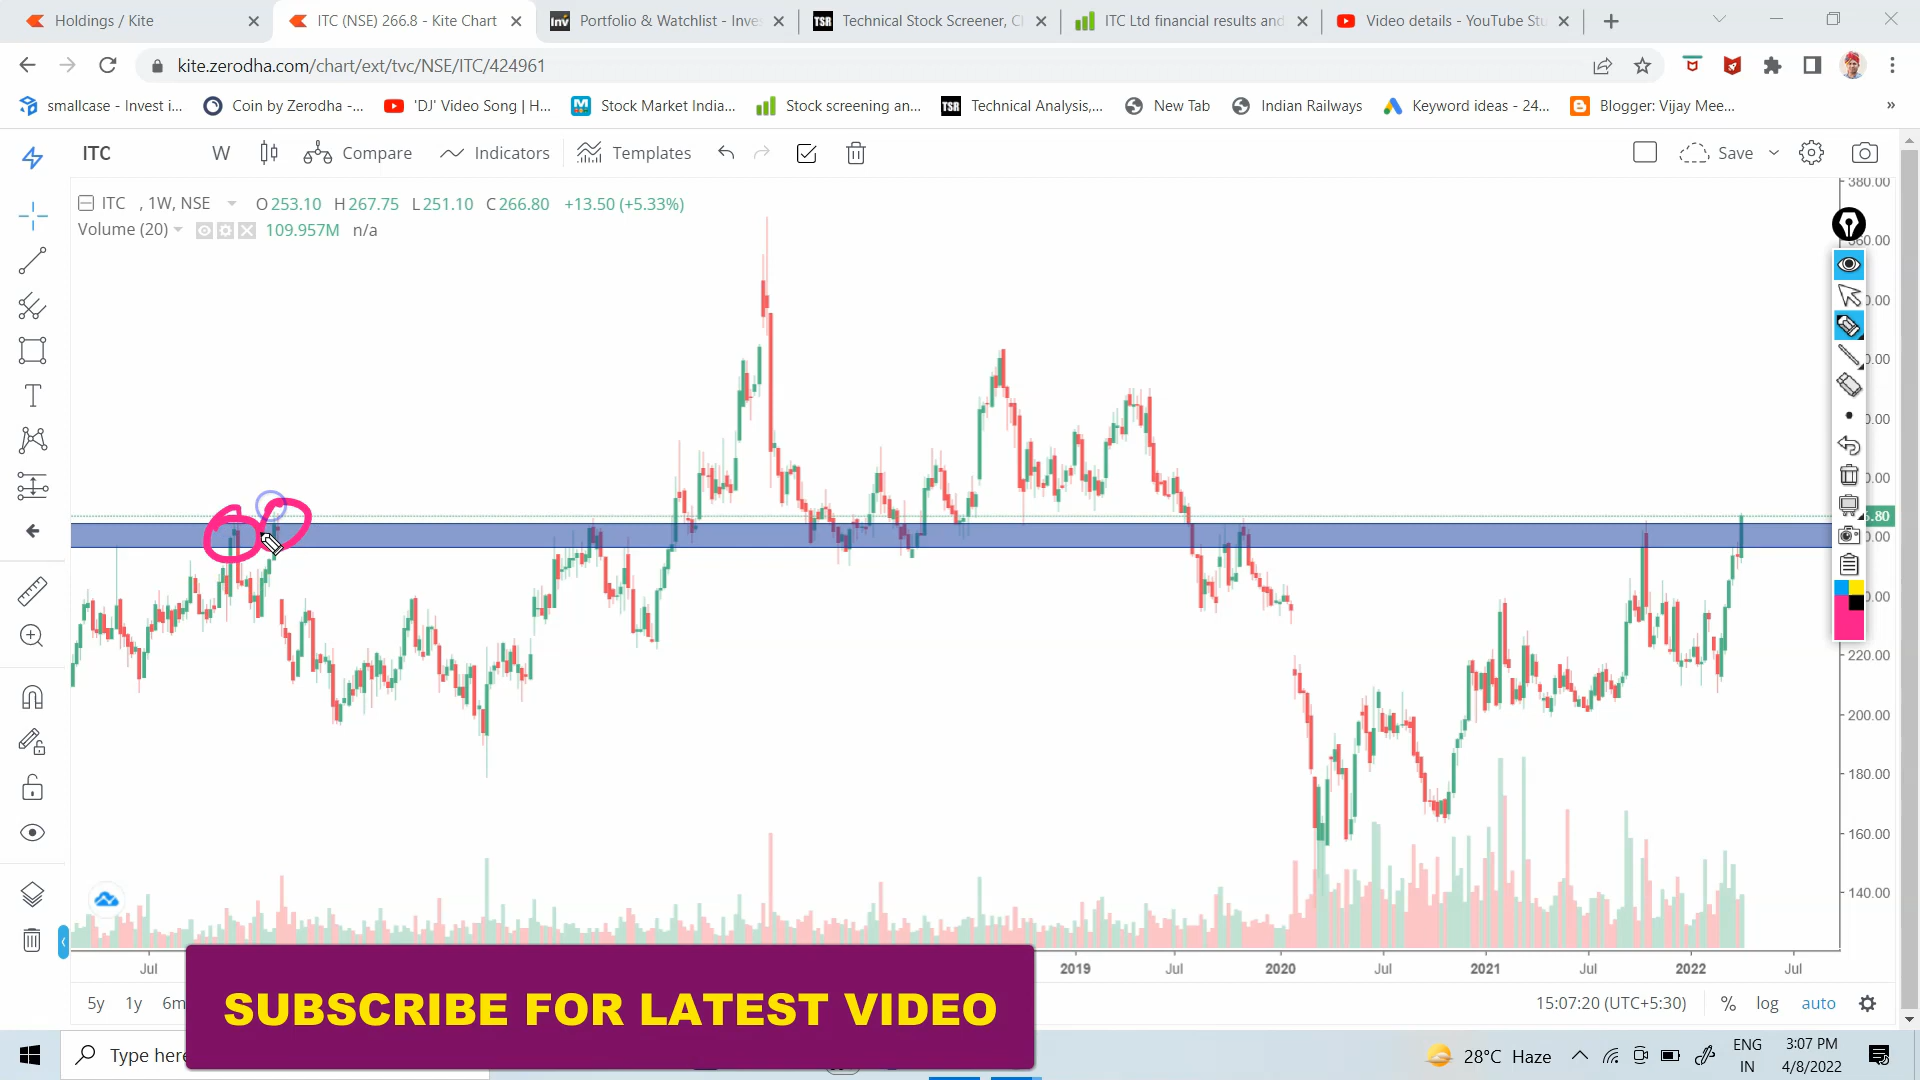 Holdings / Kite
ITC (NSE) 266.8 - Kite Chart
Portfolio & Watchlist - Inve
TSR Technical Stock Screener, C
ITC Ltd financial results and
Video details - YouTube Stu
kite.zerodha.com/chart/ext/tvc/NSE/ITC/424961
smallcase - Invest i...
Coin by Zerodha -...
'DJ' Video Song | H...
Stock Market India...
Stock screening an...
TSR Technical Analysis,...
New Tab
Indian Railways
Keyword ideas - 24...
Blogger: Vijay Mee...
»
ITC W Compare Indicators Templates Save
ITC , 1W, NSE O 253.10 H 267.75 L 251.10 C 266.80 +13.50 (+5.33%)
Volume (20) 109.957M n/a
380.00
220.00
200.00
180.00
160.00
140.00
Jul 2019 Jul 2020 Jul 2021 Jul 2022 Jul
5y 1y 6m 15:07:20 (UTC+5:30) % log auto
SUBSCRIBE FOR LATEST VIDEO
Type here
28°C Haze
ENG
IN
3:07 PM
4/8/2022